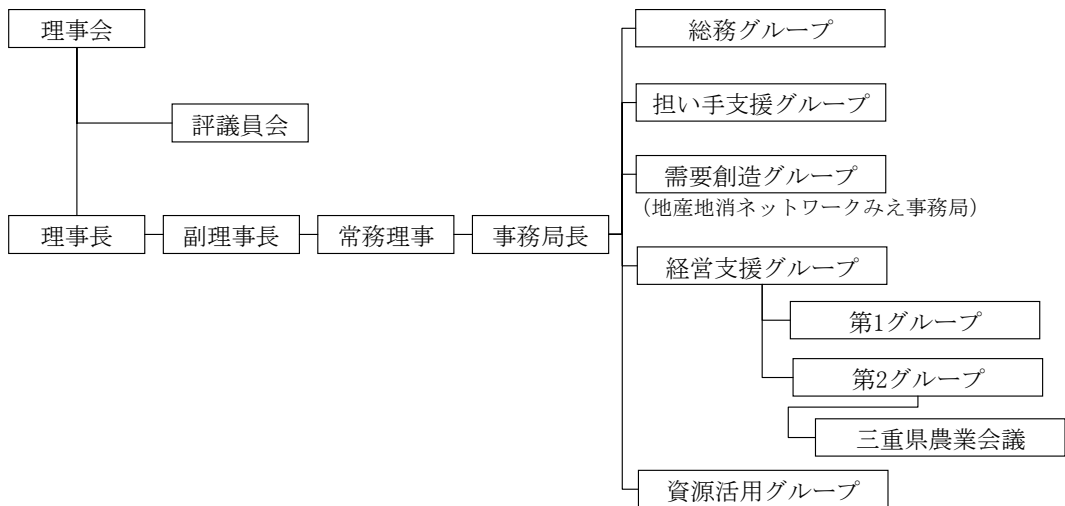 理事会
評議員会
理事長
副理事長
常務理事
事務局長
総務グループ
担い手支援グループ
需要創造グループ
（地産地消ネットワークみえ事務局）
経営支援グループ
第1グループ
第2グループ
三重県農業会議
資源活用グループ